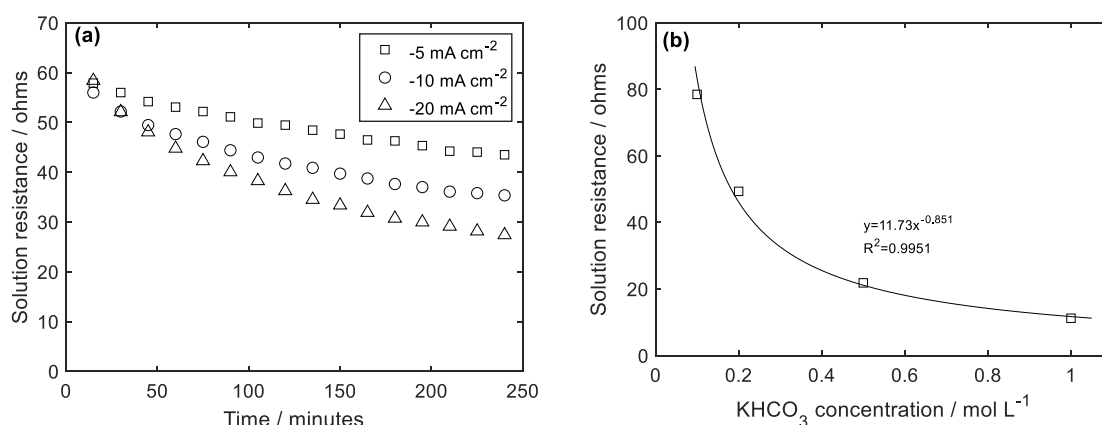 (a)
70
60
50
40
30
20
10
0
Solution resistance / ohms
0 50 100 150 200 250
Time / minutes
-5 mA cm⁻²
-10 mA cm⁻²
-20 mA cm⁻²
(b)
100
80
60
40
20
0
Solution resistance / ohms
0 0.2 0.4 0.6 0.8 1
KHCO₃ concentration / mol L⁻¹
y=11.73x⁻⁰·⁸⁵¹
R²=0.9951